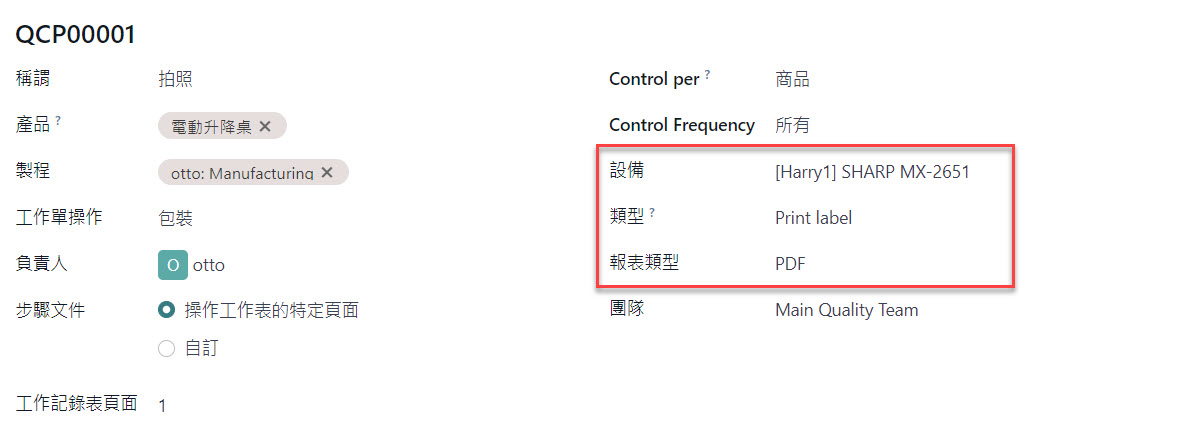 QCP00001
稱謂 拍照
產品 ? 電動升降桌 ×
製程 otto: Manufacturing ×
工作單操作 包裝
負責人 O otto
步驟文件 操作工作表的特定頁面
自訂
工作記錄表頁面 1
Control per ? 商品
Control Frequency 所有
設備 [Harry1] SHARP MX-2651
類型 ? Print label
報表類型 PDF
團隊 Main Quality Team